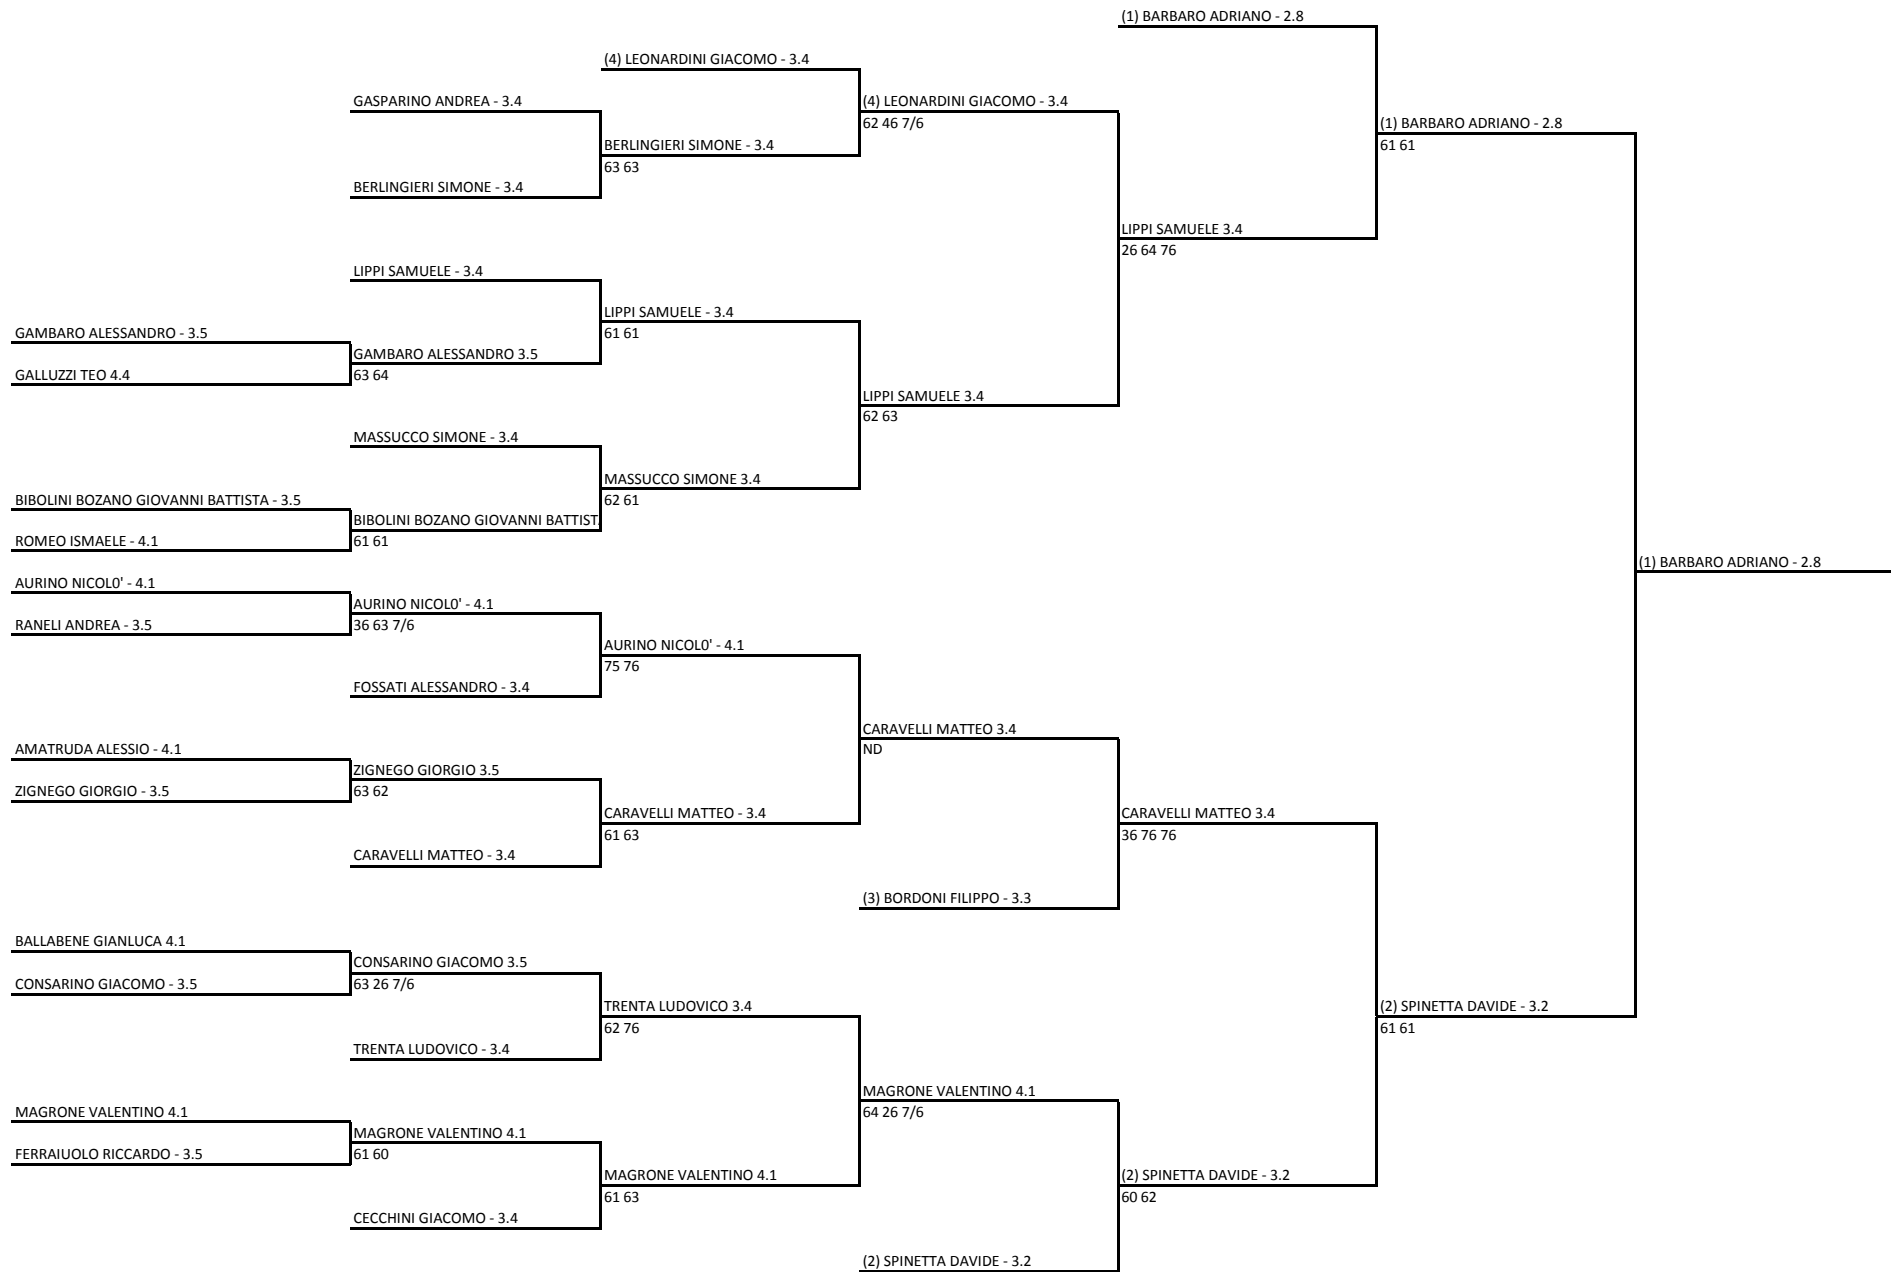 (1) BARBARO ADRIANO - 2.8
(4) LEONARDINI GIACOMO - 3.4
GASPARINO ANDREA - 3.4
(4) LEONARDINI GIACOMO - 3.4
62 46 7/6
(1) BARBARO ADRIANO - 2.8
61 61
BERLINGIERI SIMONE - 3.4
63 63
BERLINGIERI SIMONE - 3.4
LIPPI SAMUELE 3.4
26 64 76
LIPPI SAMUELE - 3.4
LIPPI SAMUELE - 3.4
61 61
GAMBARO ALESSANDRO - 3.5
GAMBARO ALESSANDRO 3.5
63 64
GALLUZZI TEO 4.4
LIPPI SAMUELE 3.4
62 63
MASSUCCO SIMONE - 3.4
MASSUCCO SIMONE 3.4
62 61
BIBOLINI BOZANO GIOVANNI BATTISTA - 3.5
BIBOLINI BOZANO GIOVANNI BATTIST
61 61
ROMEO ISMAELE - 4.1
(1) BARBARO ADRIANO - 2.8
AURINO NICOL0' - 4.1
AURINO NICOL0' - 4.1
36 63 7/6
RANELI ANDREA - 3.5
AURINO NICOL0' - 4.1
75 76
FOSSATI ALESSANDRO - 3.4
CARAVELLI MATTEO 3.4
ND
AMATRUDA ALESSIO - 4.1
ZIGNEGO GIORGIO 3.5
63 62
ZIGNEGO GIORGIO - 3.5
CARAVELLI MATTEO - 3.4
61 63
CARAVELLI MATTEO 3.4
36 76 76
CARAVELLI MATTEO - 3.4
(3) BORDONI FILIPPO - 3.3
BALLABENE GIANLUCA 4.1
CONSARINO GIACOMO 3.5
63 26 7/6
CONSARINO GIACOMO - 3.5
TRENTA LUDOVICO 3.4
62 76
(2) SPINETTA DAVIDE - 3.2
61 61
TRENTA LUDOVICO - 3.4
MAGRONE VALENTINO 4.1
64 26 7/6
MAGRONE VALENTINO 4.1
MAGRONE VALENTINO 4.1
61 60
FERRAIUOLO RICCARDO - 3.5
MAGRONE VALENTINO 4.1
61 63
(2) SPINETTA DAVIDE - 3.2
60 62
CECCHINI GIACOMO - 3.4
(2) SPINETTA DAVIDE - 3.2